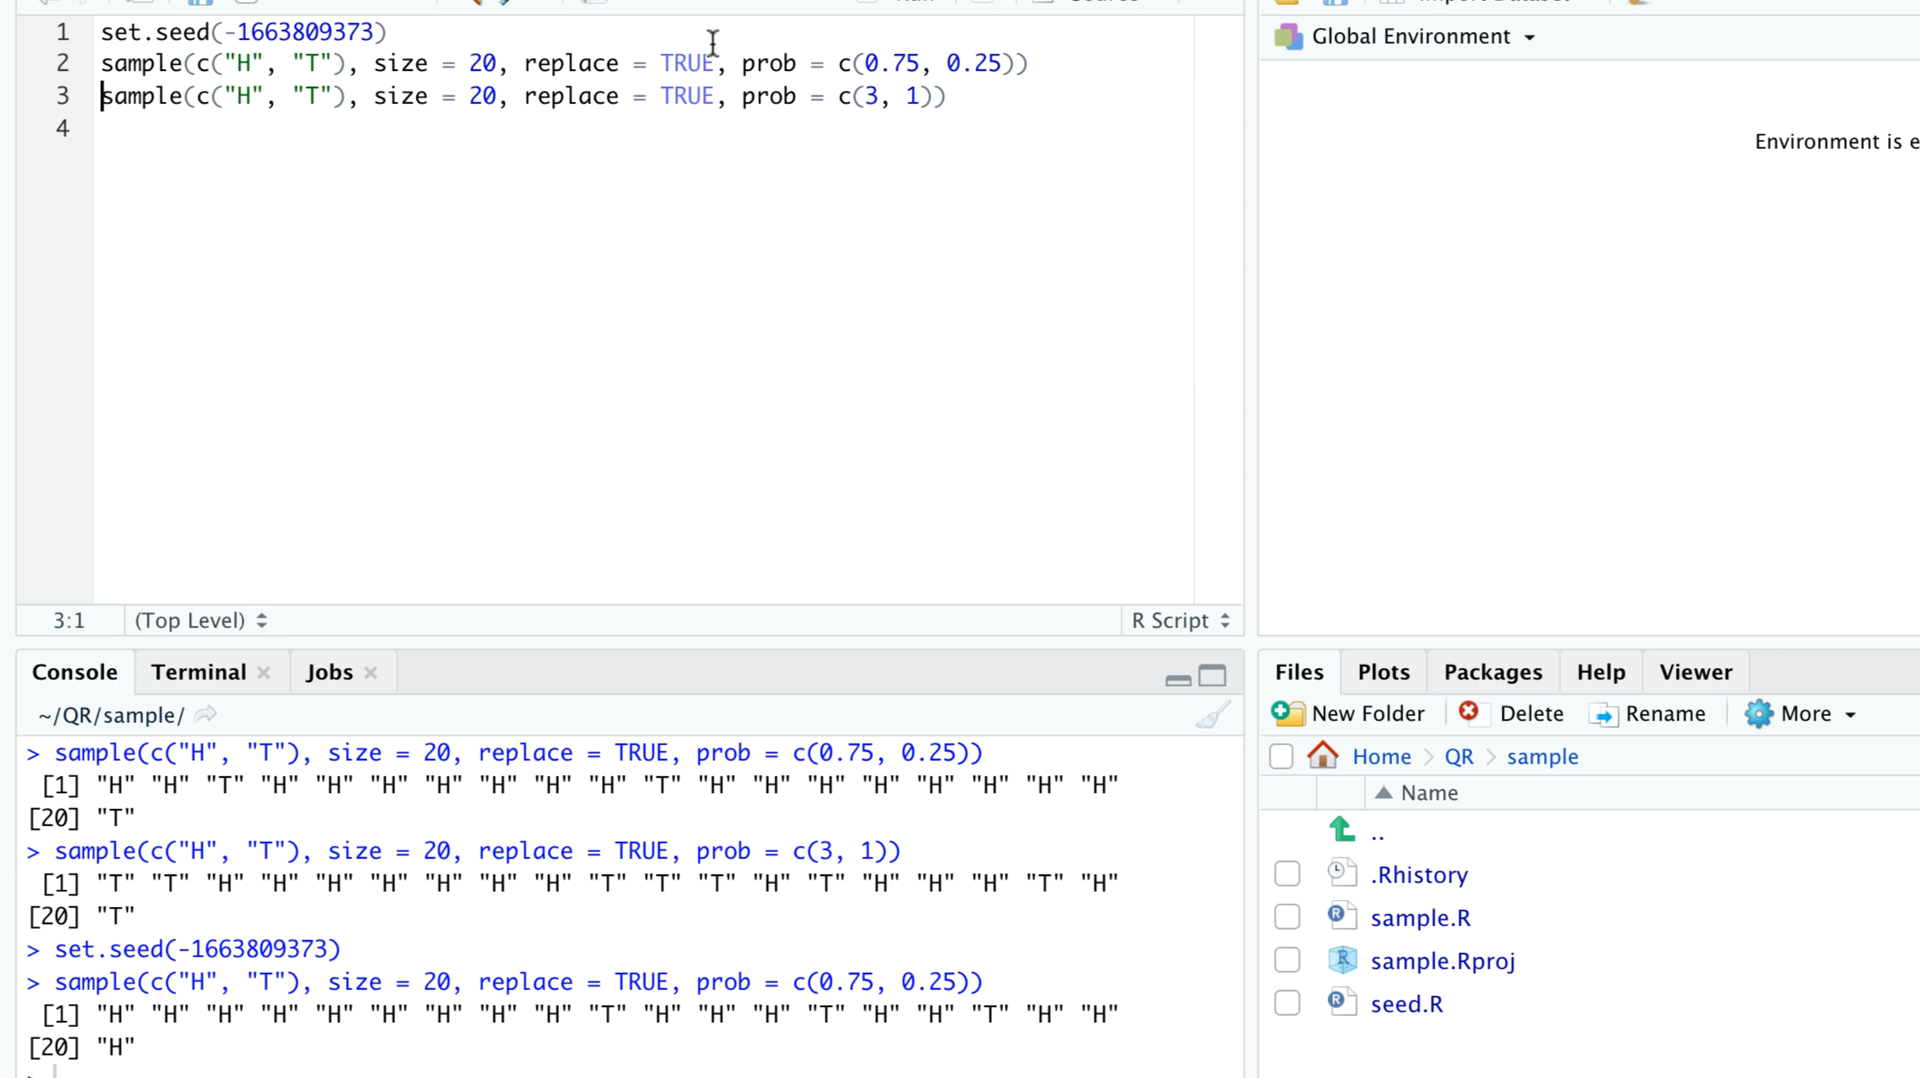 1 set.seed(-1663809373)
2 sample(c("H", "T"), size = 20, replace = TRUE, prob = c(0.75, 0.25))
3 sample(c("H", "T"), size = 20, replace = TRUE, prob = c(3, 1))
4
3:1 (Top Level) R Script
Global Environment
Environment is e
Console Terminal Jobs
~/QR/sample/
> sample(c("H", "T"), size = 20, replace = TRUE, prob = c(0.75, 0.25))
[1] "H" "H" "T" "H" "H" "H" "H" "H" "H" "H" "T" "H" "H" "H" "H" "H" "H" "H" "H"
[20] "T"
> sample(c("H", "T"), size = 20, replace = TRUE, prob = c(3, 1))
[1] "T" "T" "H" "H" "H" "H" "H" "H" "H" "T" "T" "T" "H" "T" "H" "H" "H" "T" "H"
[20] "T"
> set.seed(-1663809373)
> sample(c("H", "T"), size = 20, replace = TRUE, prob = c(0.75, 0.25))
[1] "H" "H" "H" "H" "H" "H" "H" "H" "H" "T" "H" "H" "H" "T" "H" "H" "T" "H" "H"
[20] "H"
>
Files Plots Packages Help Viewer
New Folder Delete Rename More
Home > QR > sample
Name
..
.Rhistory
sample.R
sample.Rproj
seed.R